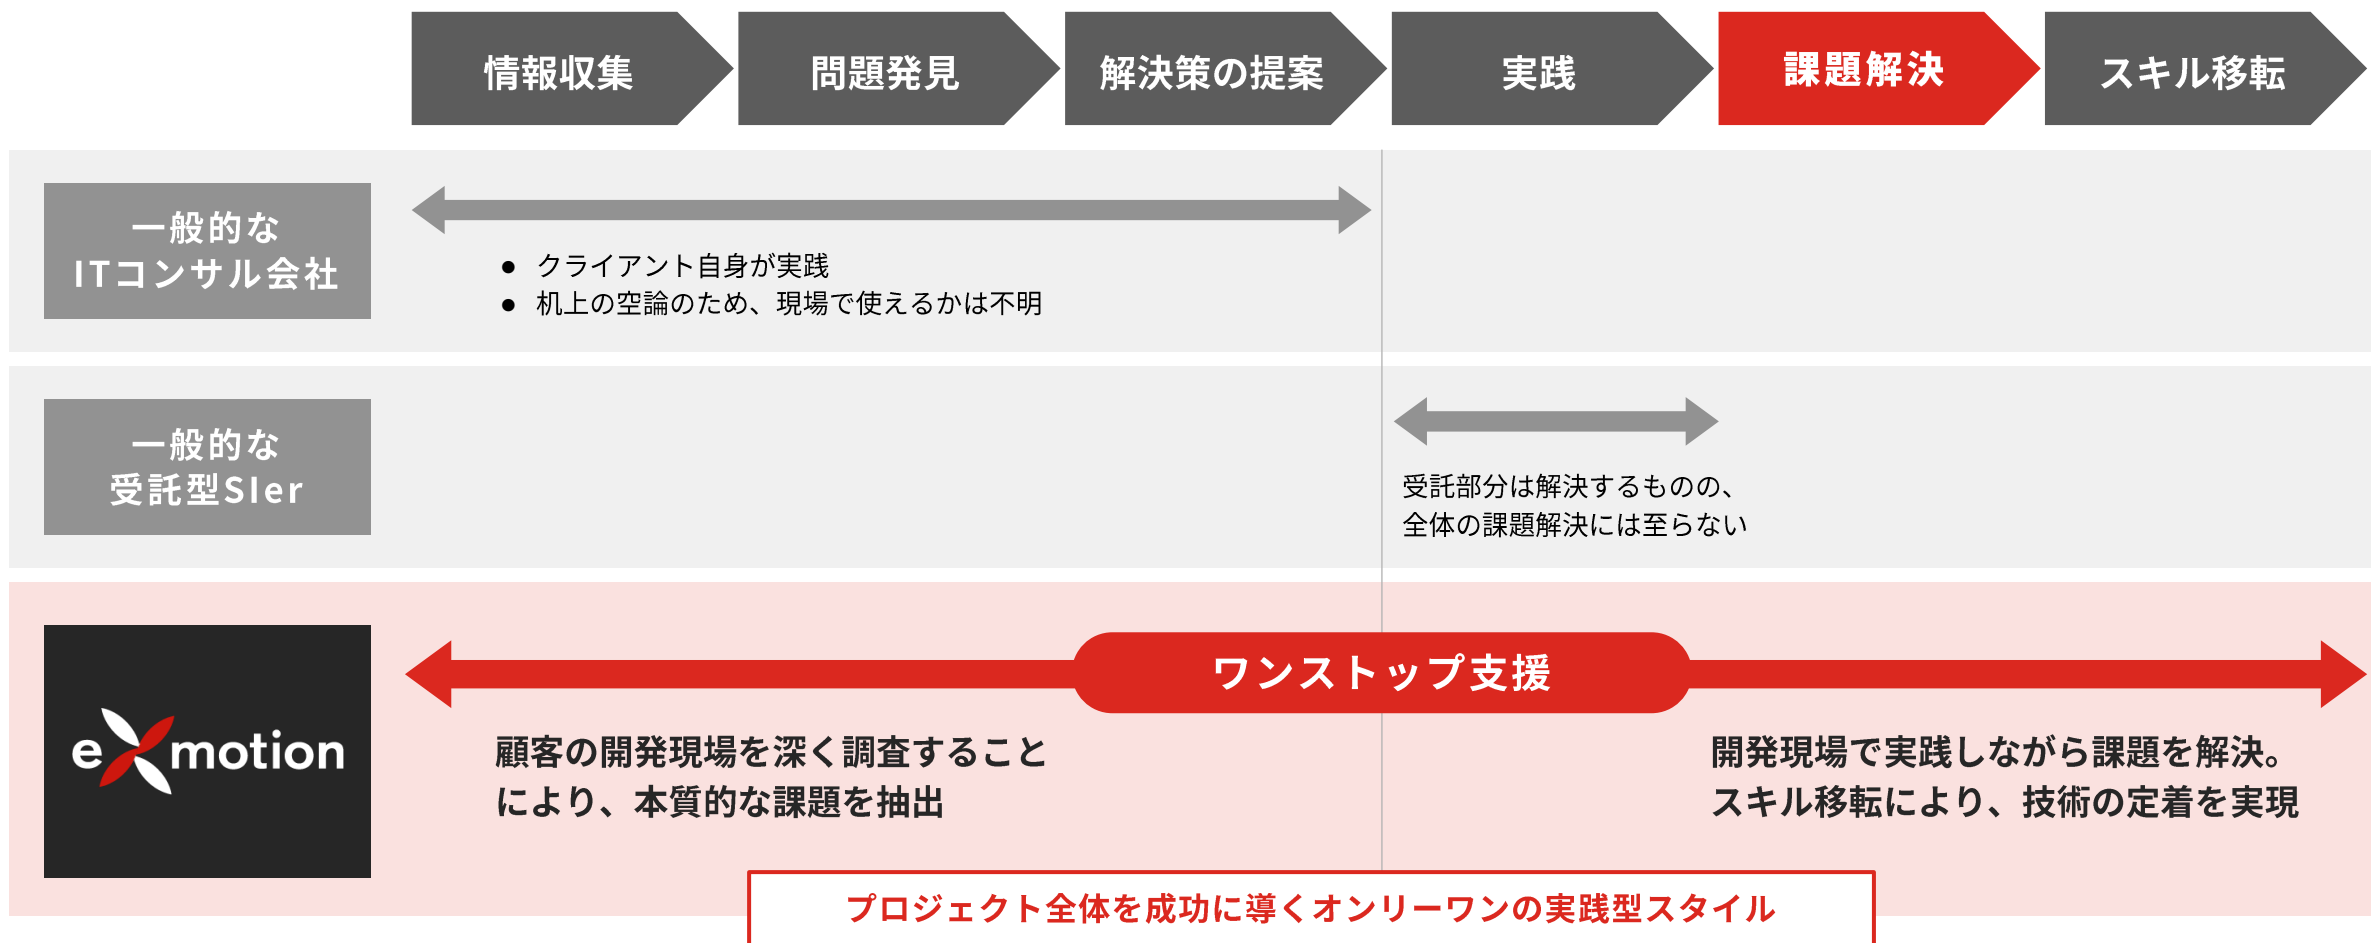 情報収集
問題発見
解決策の提案
実践
課題解決
スキル移転
一般的な
ITコンサル会社
● クライアント自身が実践
● 机上の空論のため、現場で使えるかは不明
一般的な
受託型SIer
受託部分は解決するものの、
全体の課題解決には至らない
eXmotion
ワンストップ支援
顧客の開発現場を深く調査すること
により、本質的な課題を抽出
開発現場で実践しながら課題を解決。
スキル移転により、技術の定着を実現
プロジェクト全体を成功に導くオンリーワンの実践型スタイル